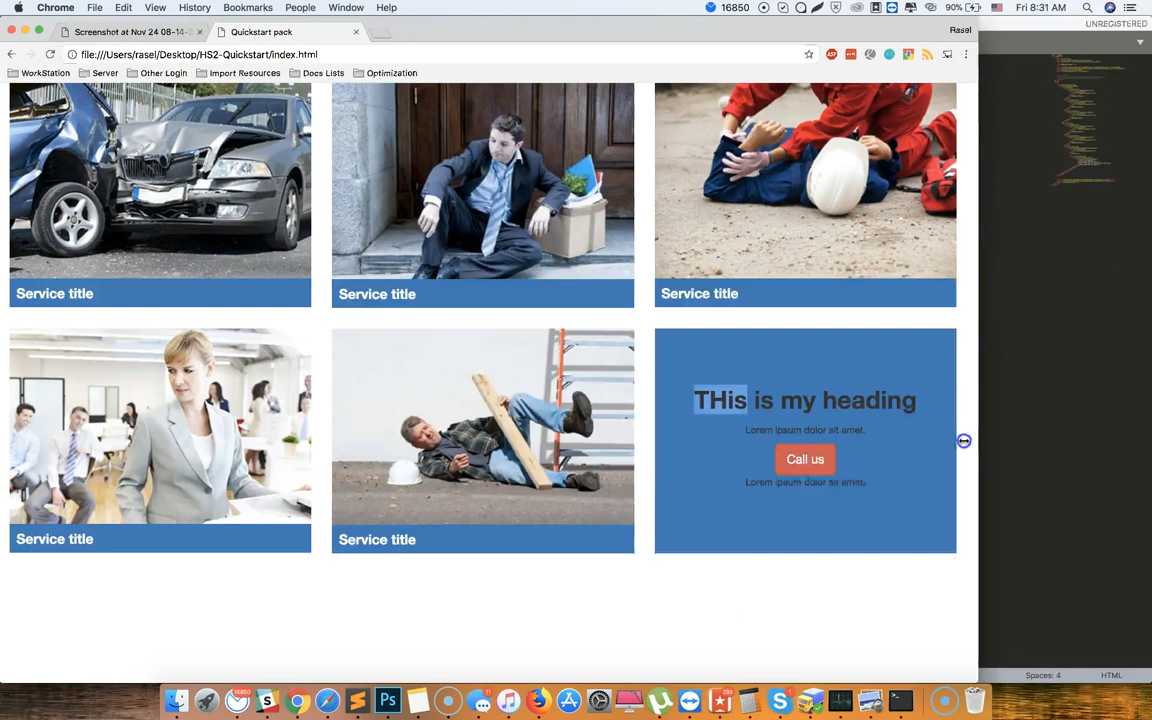 Chrome File Edit View History Bookmarks People Window Help 16850 90% Fri 8:31 AM
UNREGISTERED
Screenshot at Nov 24 08-14-
Quickstart pack
Rasel
file:///Users/rasel/Desktop/HS2-Quickstart/index.html
WorkStation Server Other Login Import Resources Docs Lists Optimization
Service title
Service title
Service title
THis is my heading
Lorem ipsum dolor sit amet.
Call us
Lorem ipsum dolor sit amet.
Service title
Service title
Spaces: 4 HTML